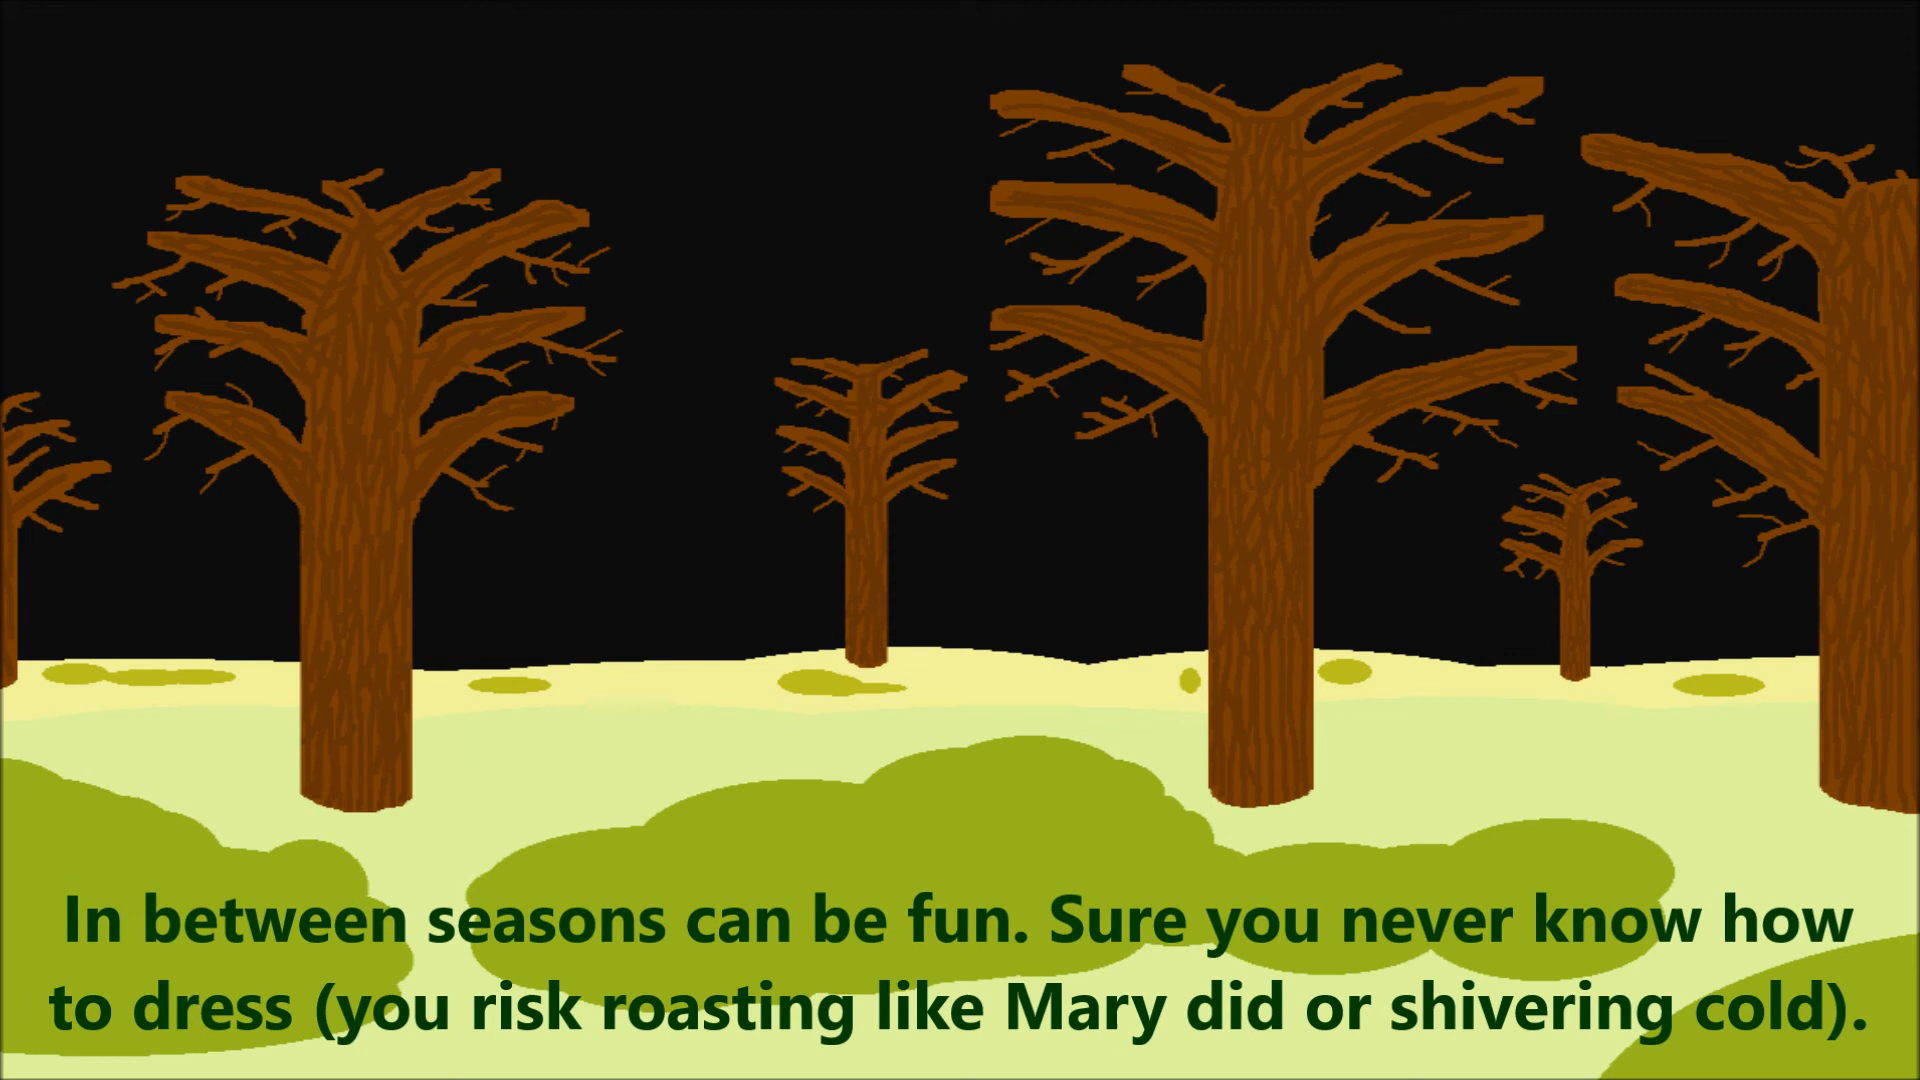 In between seasons can be fun. Sure you never know how
to dress (you risk roasting like Mary did or shivering cold).